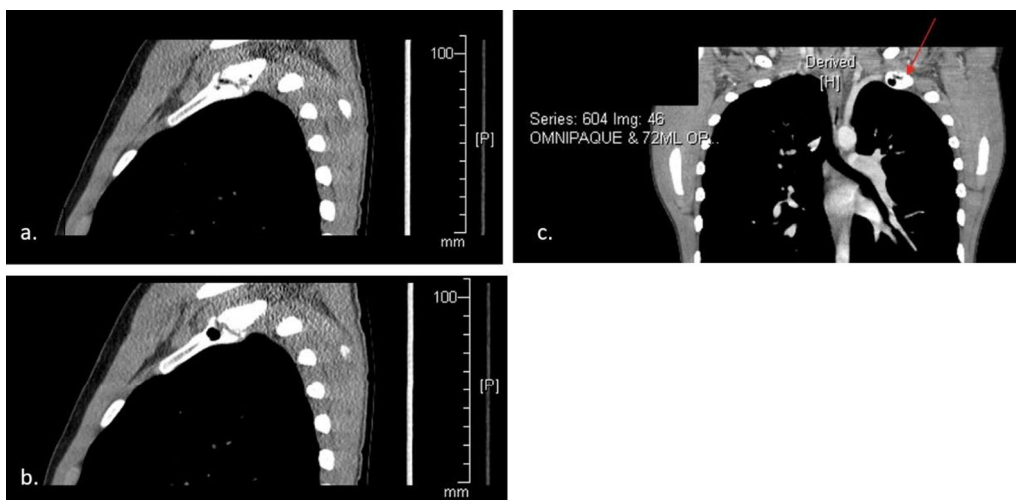 100
[P]
mm
a.
Derived
[H]
Series: 604 Img: 46
OMNIPAQUE & 72ML OP..
c.
100
[P]
mm
b.